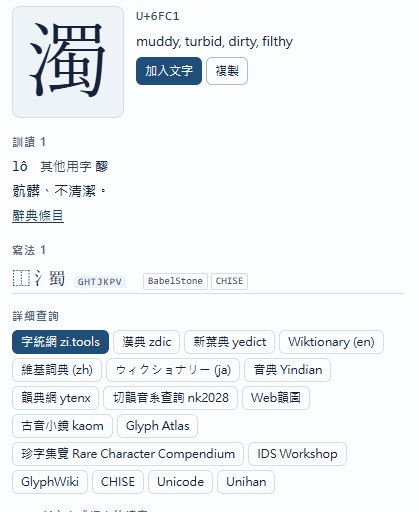 濁
U+6FC1
muddy, turbid, dirty, filthy
加入文字 複製
訓讀 1
lô 其他用字 醪
骯髒、不清潔。
辭典條目
寫法 1
⿰氵蜀 GHTJKPV BabelStone CHISE
詳細查詢
字統網 zi.tools 漢典 zdic 新葉典 yedict Wiktionary (en)
維基詞典 (zh) ウィクショナリー (ja) 音典 Yindian
韻典網 ytenx 切韻音系查詢 nk2028 Web韻圖
古音小鏡 kaom Glyph Atlas
珍字集覽 Rare Character Compendium IDS Workshop
GlyphWiki CHISE Unicode Unihan